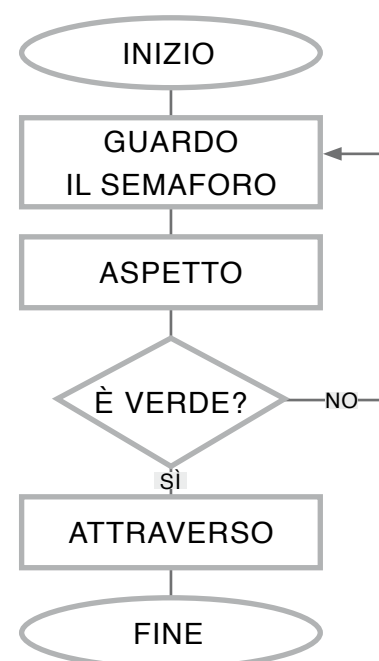 INIZIO
GUARDO
IL SEMAFORO
ASPETTO
È VERDE?
NO
SÌ
ATTRAVERSO
FINE